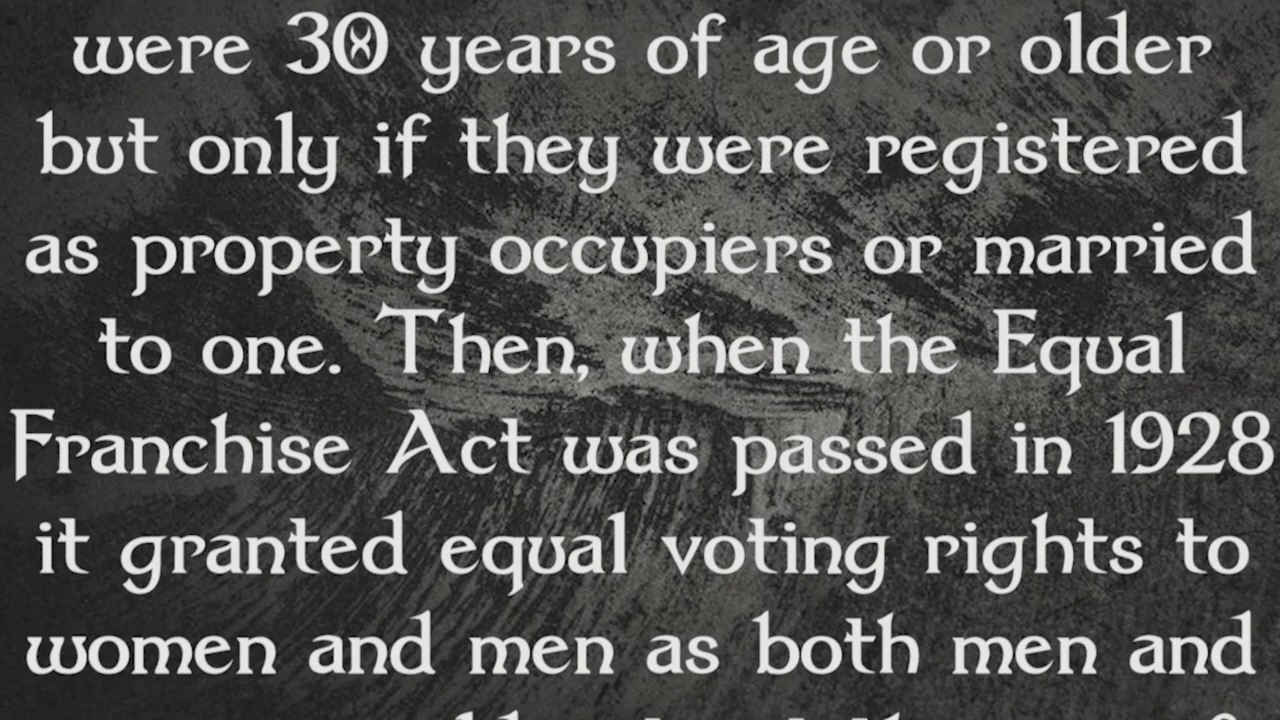 were 30 years of age or older
but only if they were registered
as property occupiers or married
to one. Then, when the Equal
Franchise Act was passed in 1928
it granted equal voting rights to
women and men as both men and